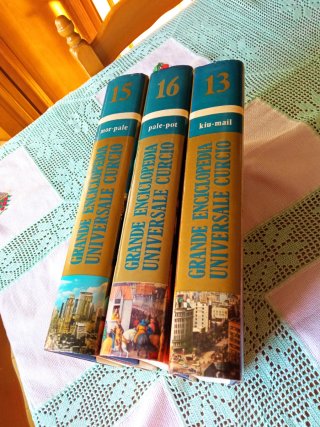 15
mor-pale
GRANDE ENCICLOPEDIA
UNIVERSALE CURCIO
16
pale-pot
GRANDE ENCICLOPEDIA
UNIVERSALE CURCIO
13
kiu-mail
GRANDE ENCICLOPEDIA
UNIVERSALE CURCIO